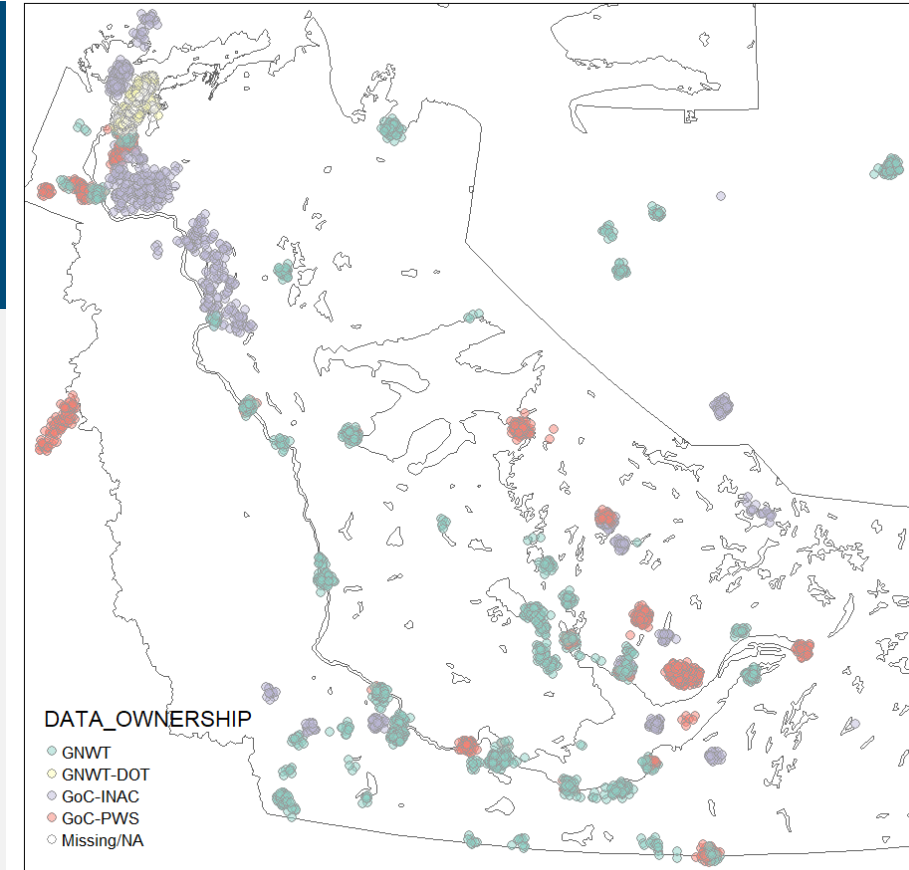 DATA_OWNERSHIP
GNWT
GNWT-DOT
GoC-INAC
GoC-PWS
Missing/NA